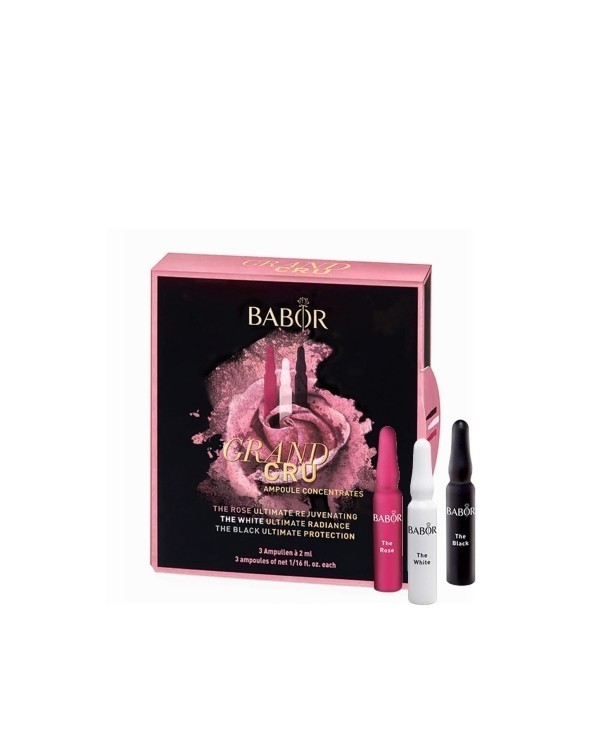 GRAND
CRU
BABOR
GRAND
CRU
AMPOULE CONCENTRATES
THE ROSE ULTIMATE REJUVENATING
THE WHITE ULTIMATE RADIANCE
THE BLACK ULTIMATE PROTECTION
3 Ampullen à 2 ml
3 ampoules of net 1/16 fl. oz. each
BABOR
The
Rose
BABOR
The
White
BABOR
The
Black